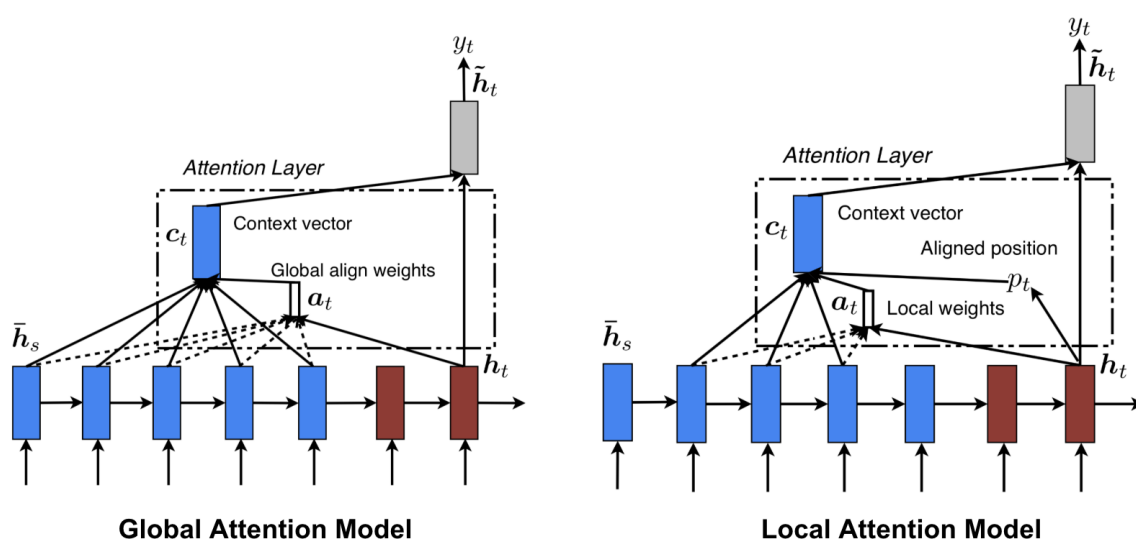 y_t
h̃_t
Attention Layer
c_t
Context vector
Global align weights
a_t
h̄_s
h_t
Global Attention Model
y_t
h̃_t
Attention Layer
c_t
Context vector
Aligned position
p_t
a_t
Local weights
h̄_s
h_t
Local Attention Model